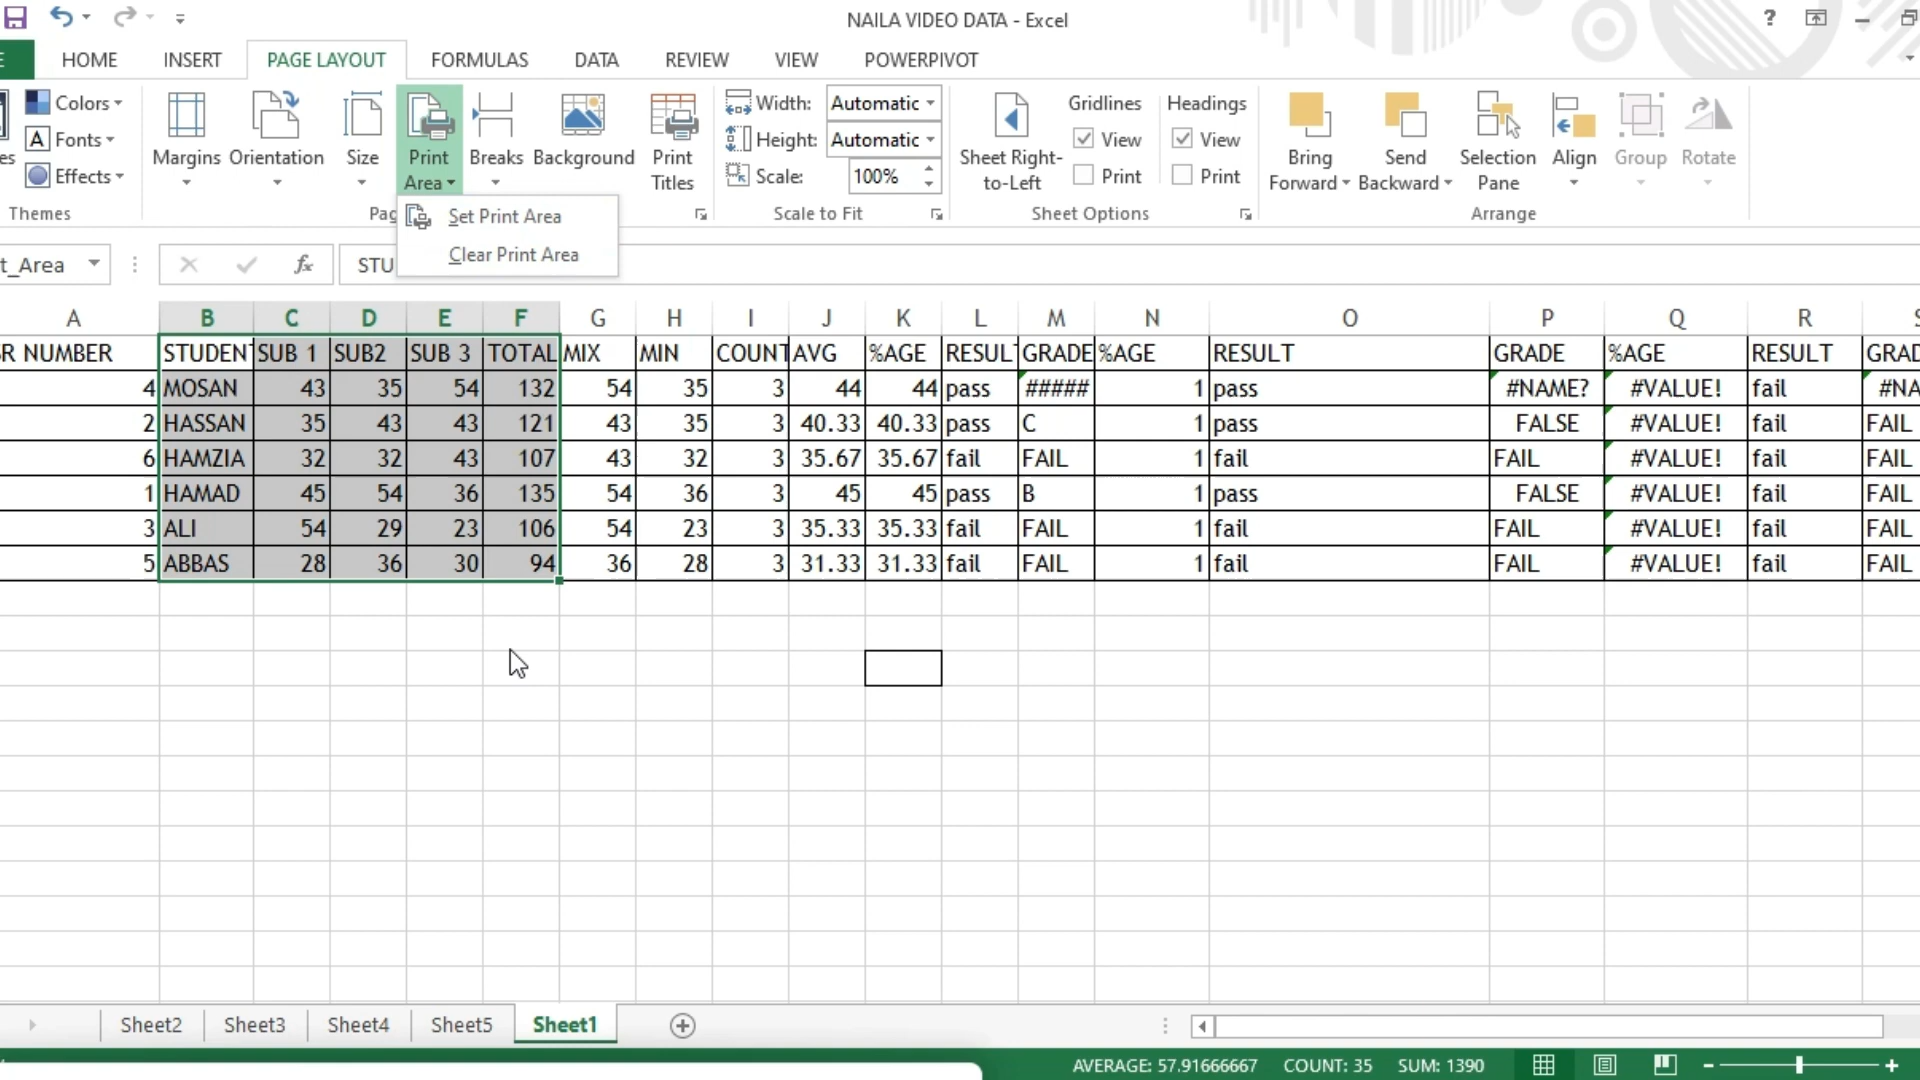 NAILA VIDEO DATA - Excel
?
HOME INSERT PAGE LAYOUT FORMULAS DATA REVIEW VIEW POWERPIVOT
Colors
Fonts
Effects
Themes
Margins Orientation Size Print Area Breaks Background Print Titles
Width: Automatic
Height: Automatic
Scale: 100%
Scale to Fit
Sheet Right-to-Left
Gridlines Headings
View View
Print Print
Sheet Options
Bring Forward Send Backward Selection Pane Align Group Rotate
Arrange
Set Print Area
Clear Print Area
t_Area fx STU
A B C D E F G H I J K L M N O P Q R
R NUMBER STUDENT SUB 1 SUB2 SUB 3 TOTAL MIX MIN COUNT AVG %AGE RESUL GRADE %AGE RESULT GRADE %AGE RESULT GRAD
4 MOSAN 43 35 54 132 54 35 3 44 44 pass ##### 1 pass #NAME? #VALUE! fail #NA
2 HASSAN 35 43 43 121 43 35 3 40.33 40.33 pass C 1 pass FALSE #VALUE! fail FAIL
6 HAMZIA 32 32 43 107 43 32 3 35.67 35.67 fail FAIL 1 fail FAIL #VALUE! fail FAIL
1 HAMAD 45 54 36 135 54 36 3 45 45 pass B 1 pass FALSE #VALUE! fail FAIL
3 ALI 54 29 23 106 54 23 3 35.33 35.33 fail FAIL 1 fail FAIL #VALUE! fail FAIL
5 ABBAS 28 36 30 94 36 28 3 31.33 31.33 fail FAIL 1 fail FAIL #VALUE! fail FAIL
Sheet2 Sheet3 Sheet4 Sheet5 Sheet1
AVERAGE: 57.91666667 COUNT: 35 SUM: 1390